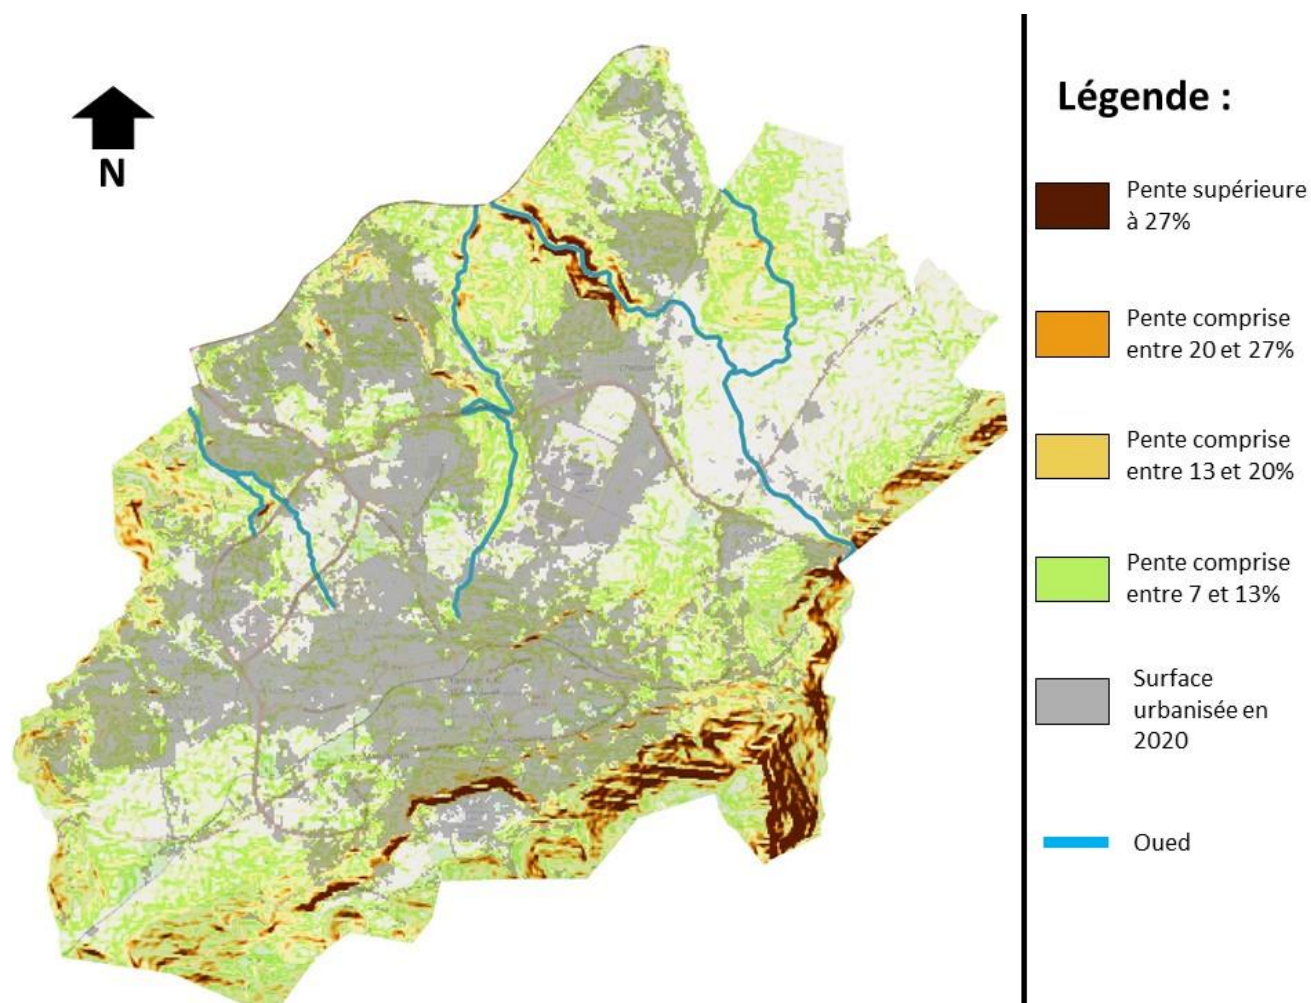 N
Légende :
Pente supérieure
à 27%
Pente comprise
entre 20 et 27%
Pente comprise
entre 13 et 20%
Pente comprise
entre 7 et 13%
Surface
urbanisée en
2020
Oued